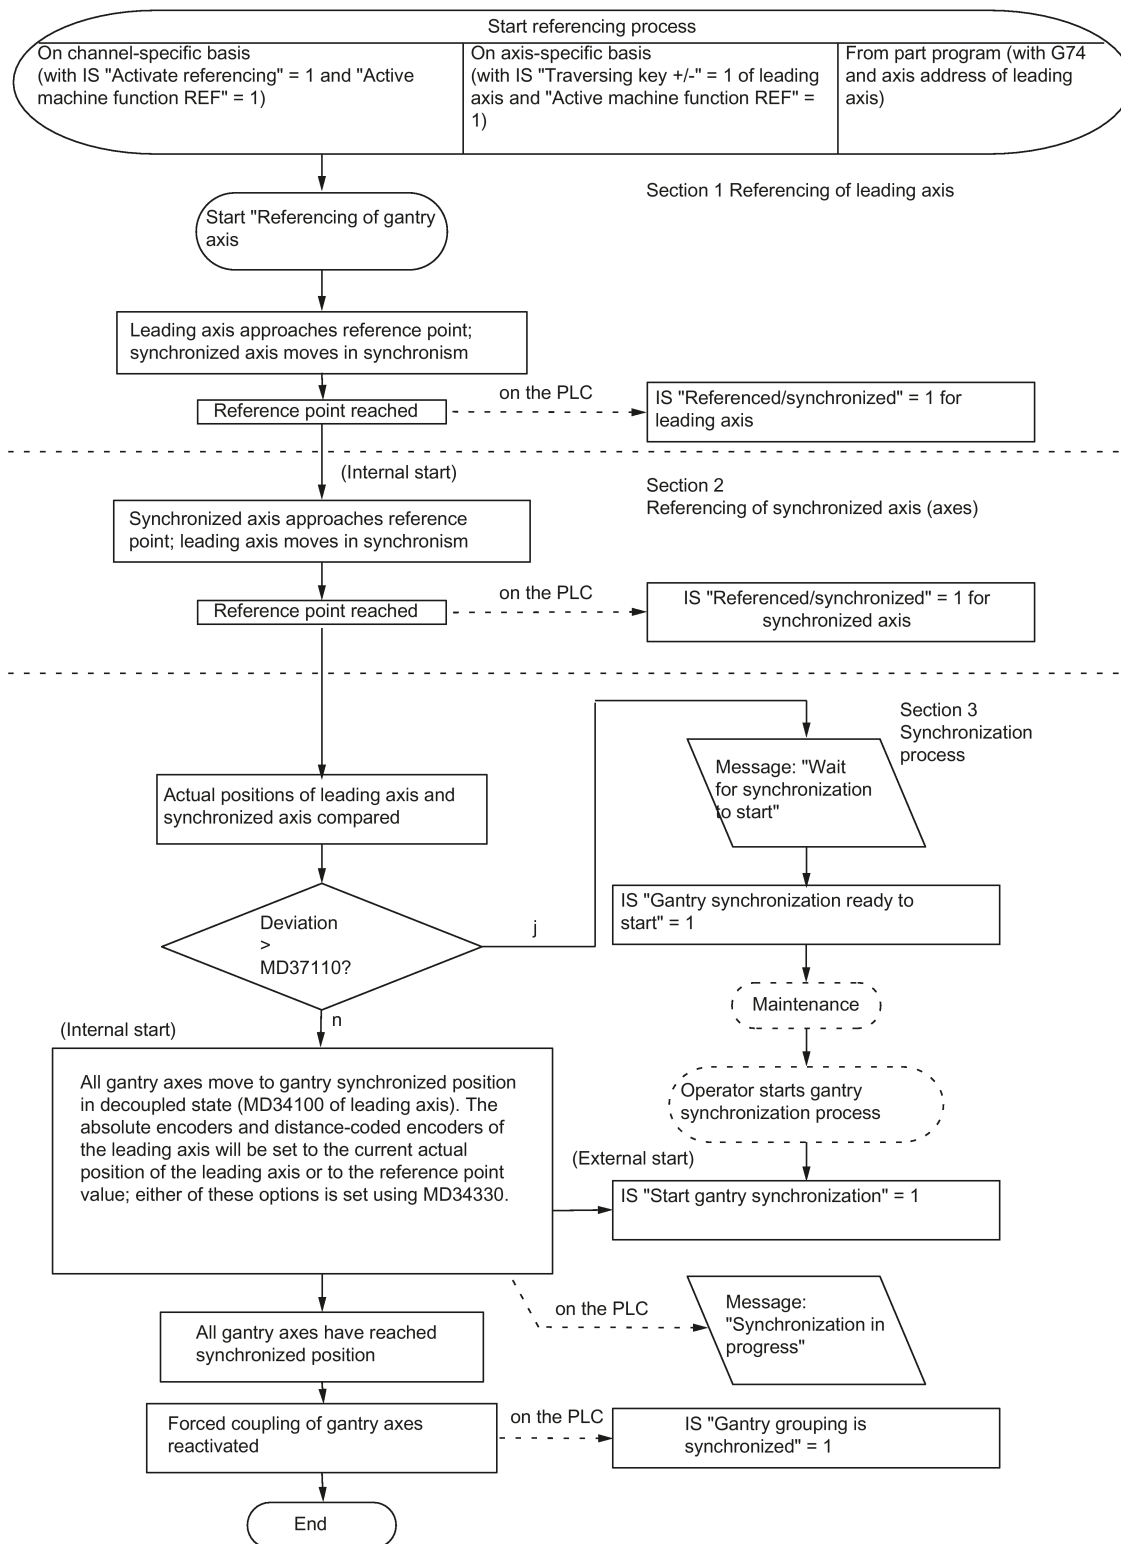 Start referencing process
On channel-specific basis
(with IS "Activate referencing" = 1 and "Active
machine function REF" = 1)
On axis-specific basis
(with IS "Traversing key +/-" = 1 of leading
axis and "Active machine function REF" =
1)
From part program (with G74
and axis address of leading
axis)
Section 1 Referencing of leading axis
Start "Referencing of gantry
axis
Leading axis approaches reference point;
synchronized axis moves in synchronism
Reference point reached
on the PLC
IS "Referenced/synchronized" = 1 for
leading axis
(Internal start)
Section 2
Referencing of synchronized axis (axes)
Synchronized axis approaches reference
point; leading axis moves in synchronism
Reference point reached
on the PLC
IS "Referenced/synchronized" = 1 for
synchronized axis
Section 3
Synchronization
process
Message: "Wait
for synchronization
to start"
Actual positions of leading axis and
synchronized axis compared
IS "Gantry synchronization ready to
start" = 1
Deviation
>
MD37110?
j
n
Maintenance
(Internal start)
All gantry axes move to gantry synchronized position
in decoupled state (MD34100 of leading axis). The
absolute encoders and distance-coded encoders of
the leading axis will be set to the current actual
position of the leading axis or to the reference point
value; either of these options is set using MD34330.
Operator starts gantry
synchronization process
(External start)
IS "Start gantry synchronization" = 1
on the PLC
Message:
"Synchronization in
progress"
All gantry axes have reached
synchronized position
Forced coupling of gantry axes
reactivated
on the PLC
IS "Gantry grouping is
synchronized" = 1
End